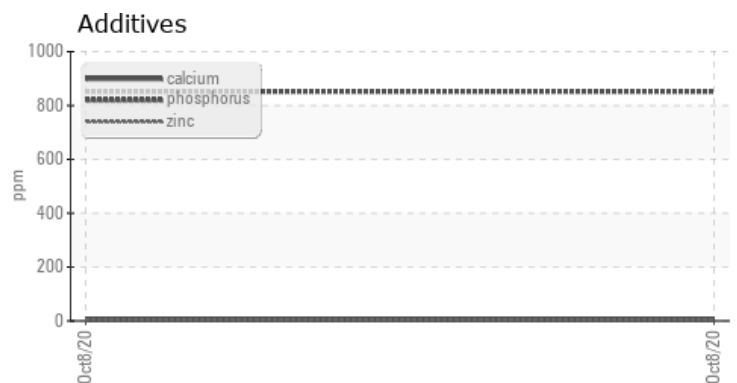 Additives
1000
800
600
400
200
0
ppm
calcium
phosphorus
zinc
Oct8/20
Oct8/20